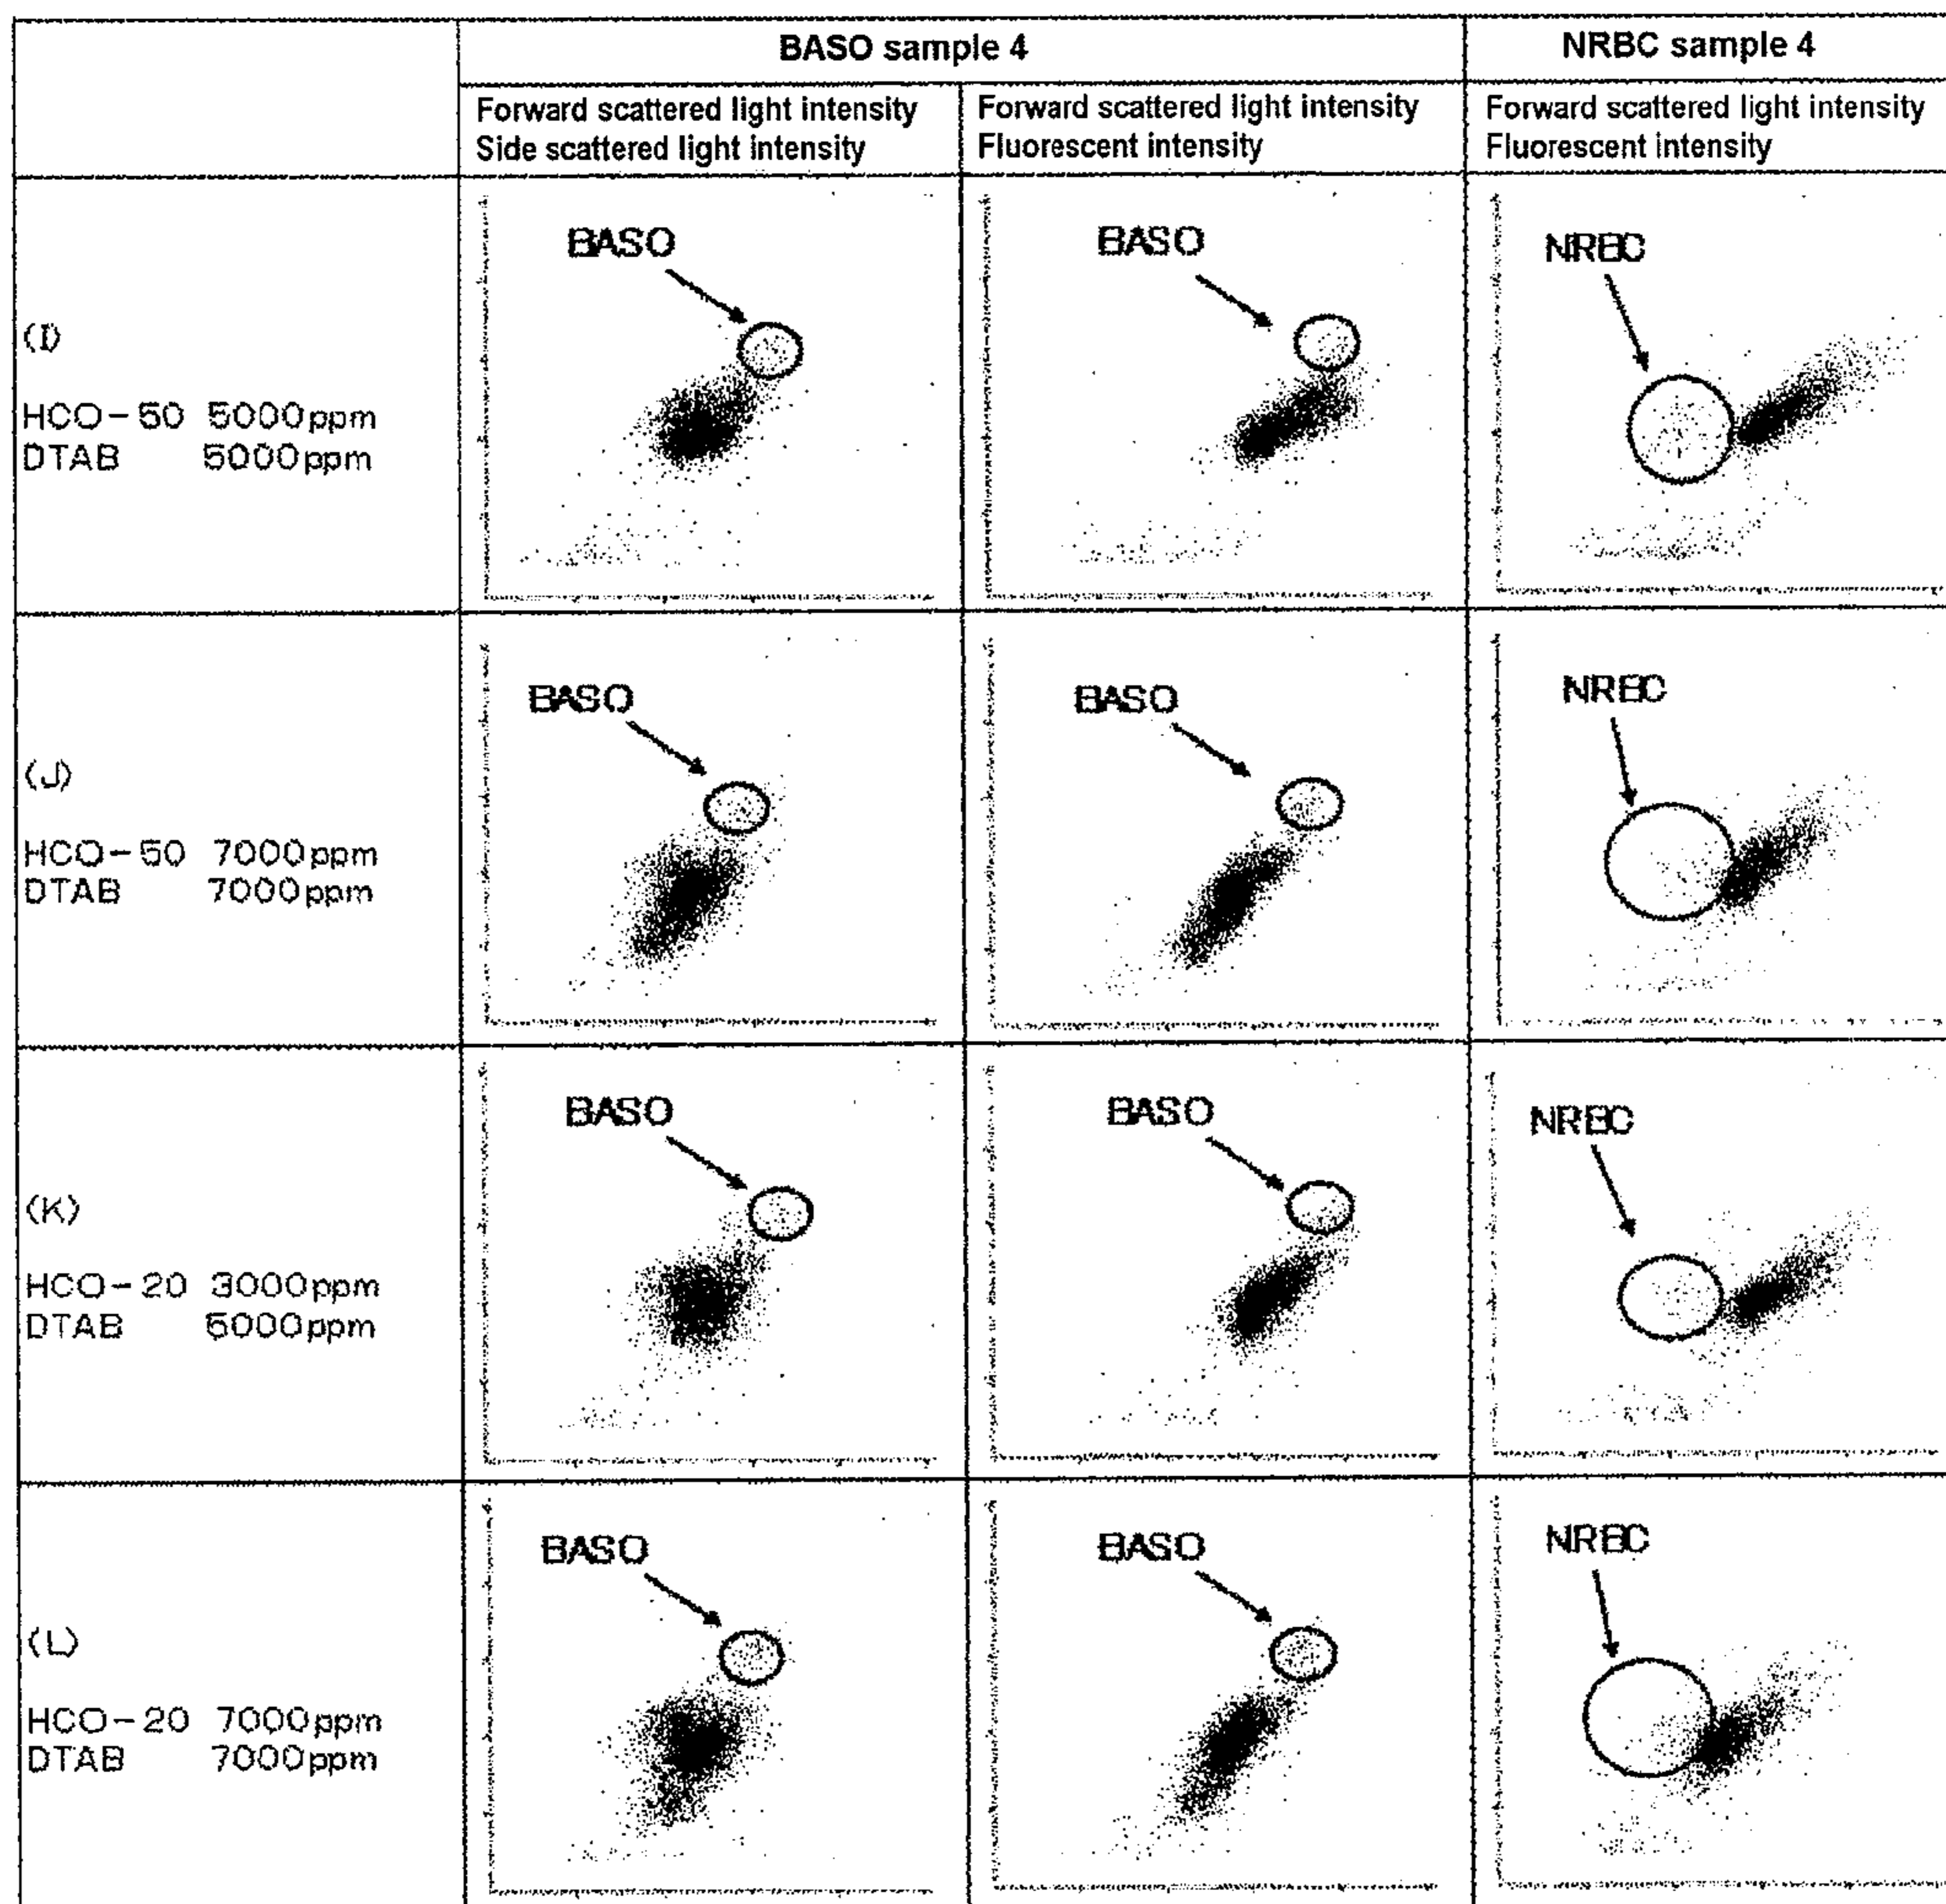 BASO sample 4
NRBC sample 4
Forward scattered light intensity
Side scattered light intensity
Forward scattered light intensity
Fluorescent intensity
Forward scattered light intensity
Fluorescent intensity
(I)
HCO-50 5000ppm
DTAB 5000ppm
BASO
BASO
NRBC
(J)
HCO-50 7000ppm
DTAB 7000ppm
BASO
BASO
NRBC
(K)
HCO-20 3000ppm
DTAB
BASO
BASO
NRBC
(L)
HCO-20 7000ppm
DTAB 7000ppm
BASO
BASO
NRBC